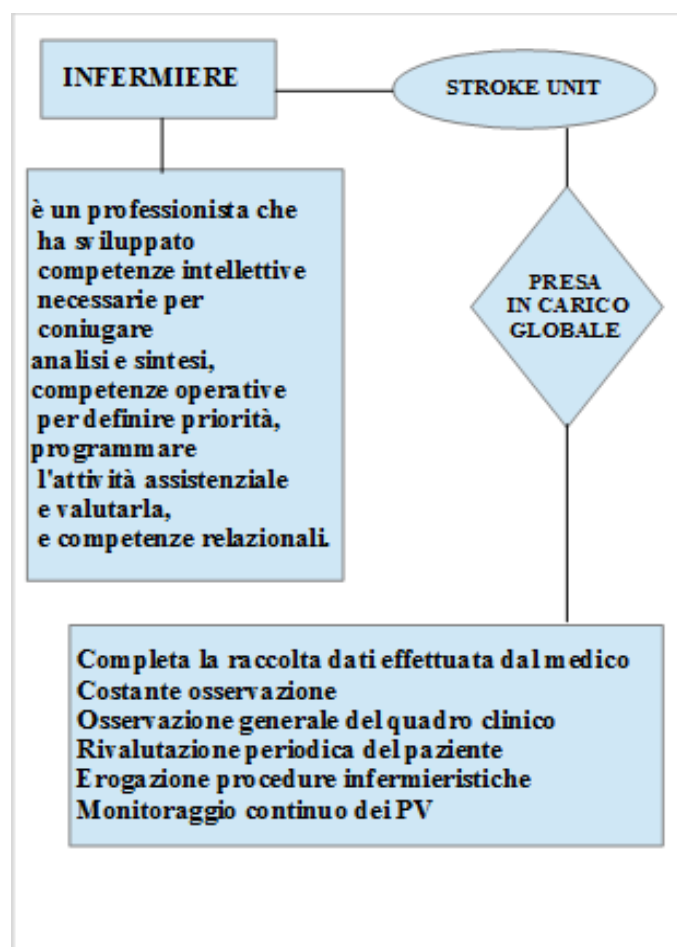 INFERMIERE
STROKE UNIT
è un professionista che
ha sviluppato
competenze intellettive
necessarie per
coniugare
analisi e sintesi,
competenze operative
per definire priorità,
programmare
l'attività assistenziale
e valutarla,
e competenze relazionali.
PRESA
IN CARICO
GLOBALE
Completa la raccolta dati effettuata dal medico
Costante osservazione
Osservazione generale del quadro clinico
Rivalutazione periodica del paziente
Erogazione procedure infermieristiche
Monitoraggio continuo dei PV